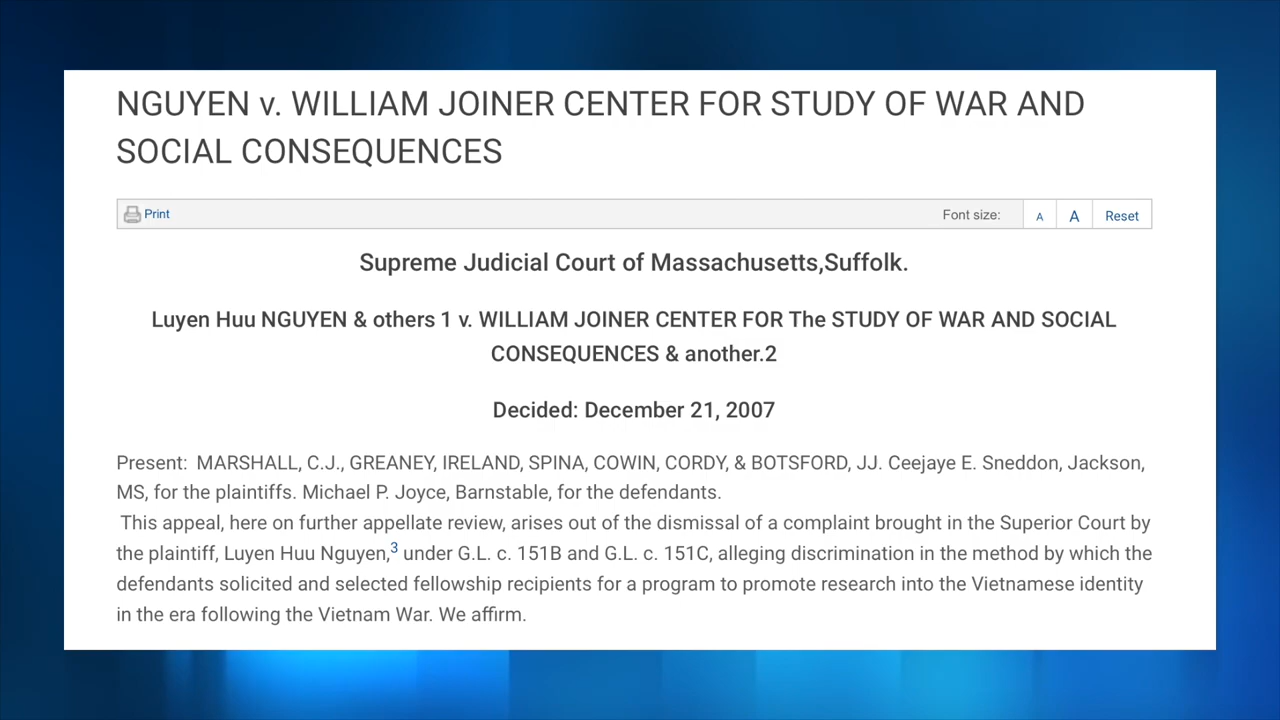 NGUYEN v. WILLIAM JOINER CENTER FOR STUDY OF WAR AND
SOCIAL CONSEQUENCES
Print Font size: A A Reset
Supreme Judicial Court of Massachusetts,Suffolk.
Luyen Huu NGUYEN & others 1 v. WILLIAM JOINER CENTER FOR The STUDY OF WAR AND SOCIAL
CONSEQUENCES & another.2
Decided: December 21, 2007
Present:  MARSHALL, C.J., GREANEY, IRELAND, SPINA, COWIN, CORDY, & BOTSFORD, JJ. Ceejaye E. Sneddon, Jackson,
MS, for the plaintiffs. Michael P. Joyce, Barnstable, for the defendants.
This appeal, here on further appellate review, arises out of the dismissal of a complaint brought in the Superior Court by
the plaintiff, Luyen Huu Nguyen,3 under G.L. c. 151B and G.L. c. 151C, alleging discrimination in the method by which the
defendants solicited and selected fellowship recipients for a program to promote research into the Vietnamese identity
in the era following the Vietnam War. We affirm.